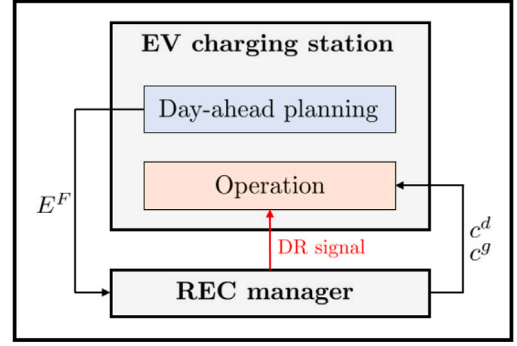 EV charging station
Day-ahead planning
Operation
E^F
DR signal
c^d
c^g
REC manager